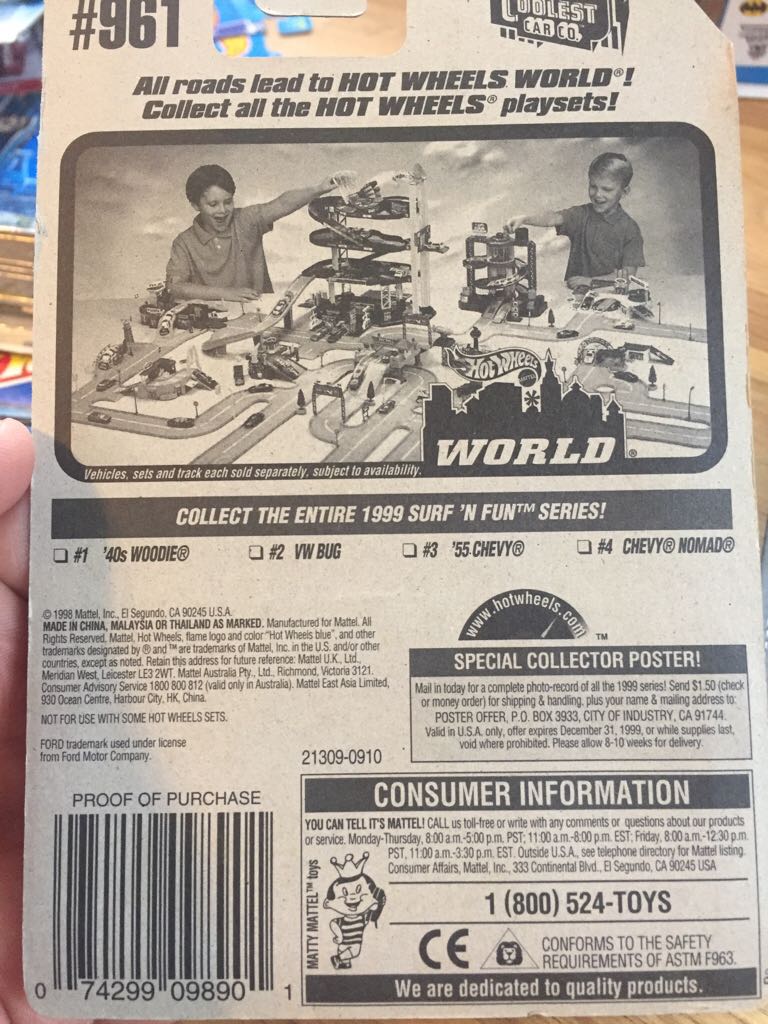 #961
COOLEST
CAR CO.
All roads lead to HOT WHEELS WORLD®!
Collect all the HOT WHEELS® playsets!
HOT WHEELS
MATTEL
WORLD®
Vehicles, sets and track each sold separately, subject to availability.
COLLECT THE ENTIRE 1999 SURF 'N FUN™ SERIES!
#1 '40s WOODIE® #2 VW BUG #3 '55 CHEVY® #4 CHEVY® NOMAD®
© 1998 Mattel, Inc., El Segundo, CA 90245 U.S.A.
MADE IN CHINA, MALAYSIA OR THAILAND AS MARKED. Manufactured for Mattel. All
Rights Reserved. Mattel, Hot Wheels, flame logo and color "Hot Wheels blue", and other
trademarks designated by ® and ™ are trademarks of Mattel, Inc. in the U.S. and/or other
countries, except as noted. Retain this address for future reference: Mattel U.K., Ltd.,
Meridian West, Leicester LE3 2WT. Mattel Australia Pty., Ltd., Richmond, Victoria 3121.
Consumer Advisory Service 1800 800 812 (valid only in Australia). Mattel East Asia Limited,
930 Ocean Centre, Harbour City, HK, China.
NOT FOR USE WITH SOME HOT WHEELS SETS.
FORD trademark used under license
from Ford Motor Company.
21309-0910
www.hotwheels.com™
SPECIAL COLLECTOR POSTER!
Mail in today for a complete photo-record of all the 1999 series! Send $1.50 (check
or money order) for shipping & handling, plus your name & mailing address to:
POSTER OFFER, P.O. BOX 3933, CITY OF INDUSTRY, CA 91744.
Valid in U.S.A. only, offer expires December 31, 1999, or while supplies last,
void where prohibited. Please allow 8-10 weeks for delivery.
PROOF OF PURCHASE
0 74299 09890 1
CONSUMER INFORMATION
YOU CAN TELL IT'S MATTEL! CALL us toll-free or write with any comments or questions about our products
or service. Monday-Thursday, 8:00 a.m.-5:00 p.m. PST; 11:00 a.m.-8:00 p.m. EST: Friday, 8:00 a.m.-12:30 p.m.
PST, 11:00 a.m.-3:30 p.m. EST. Outside U.S.A., see telephone directory for Mattel listing.
Consumer Affairs, Mattel, Inc., 333 Continental Blvd., El Segundo, CA 90245 USA
MATTY MATTEL™ toys
1 (800) 524-TOYS
CE
CONFORMS TO THE SAFETY
REQUIREMENTS OF ASTM F963.
We are dedicated to quality products.